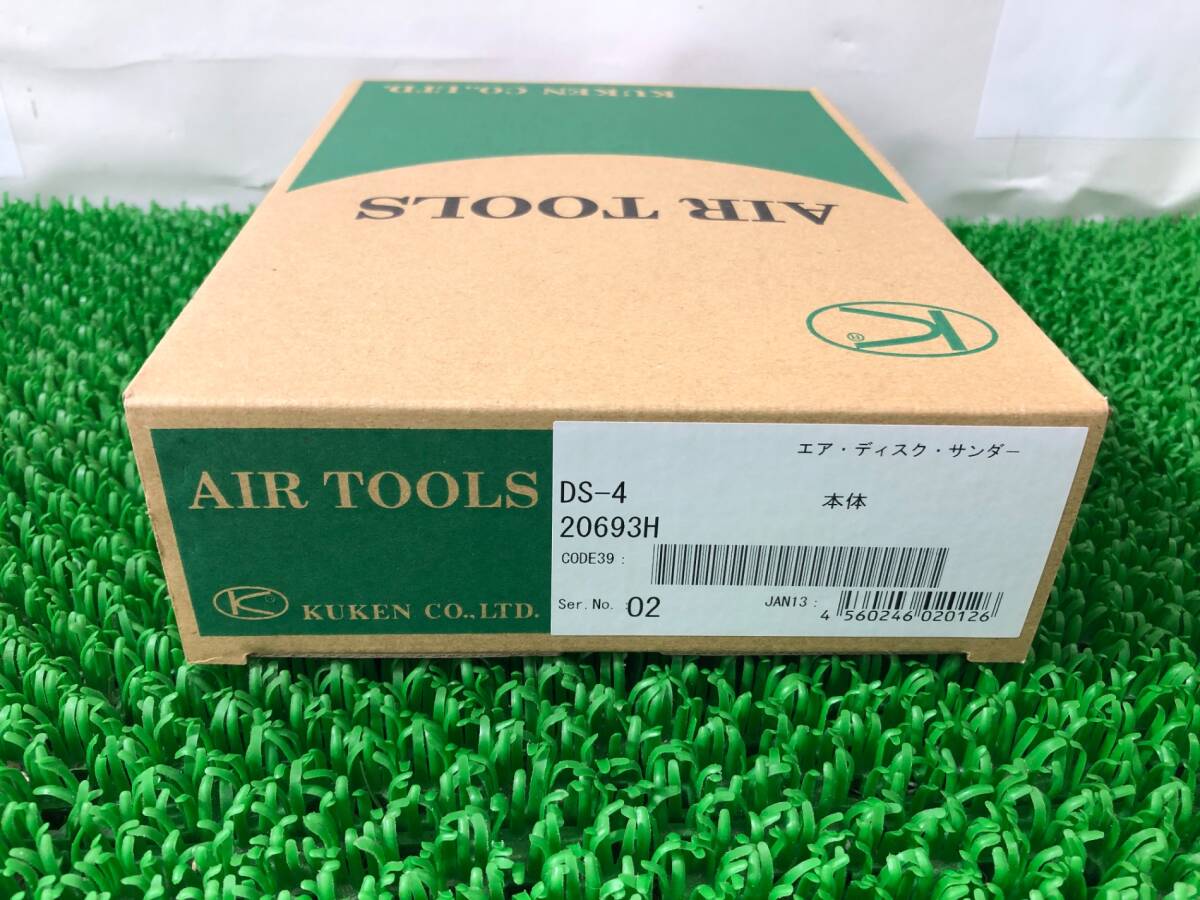 KUKEN CO.,LTD.
AIR TOOLS
K®
AIR TOOLS
K
KUKEN CO.,LTD.
エア・ディスク・サンダー
DS-4
本体
20693H
CODE39 :
Ser.No. : 02
JAN13 :
4 560246 020126